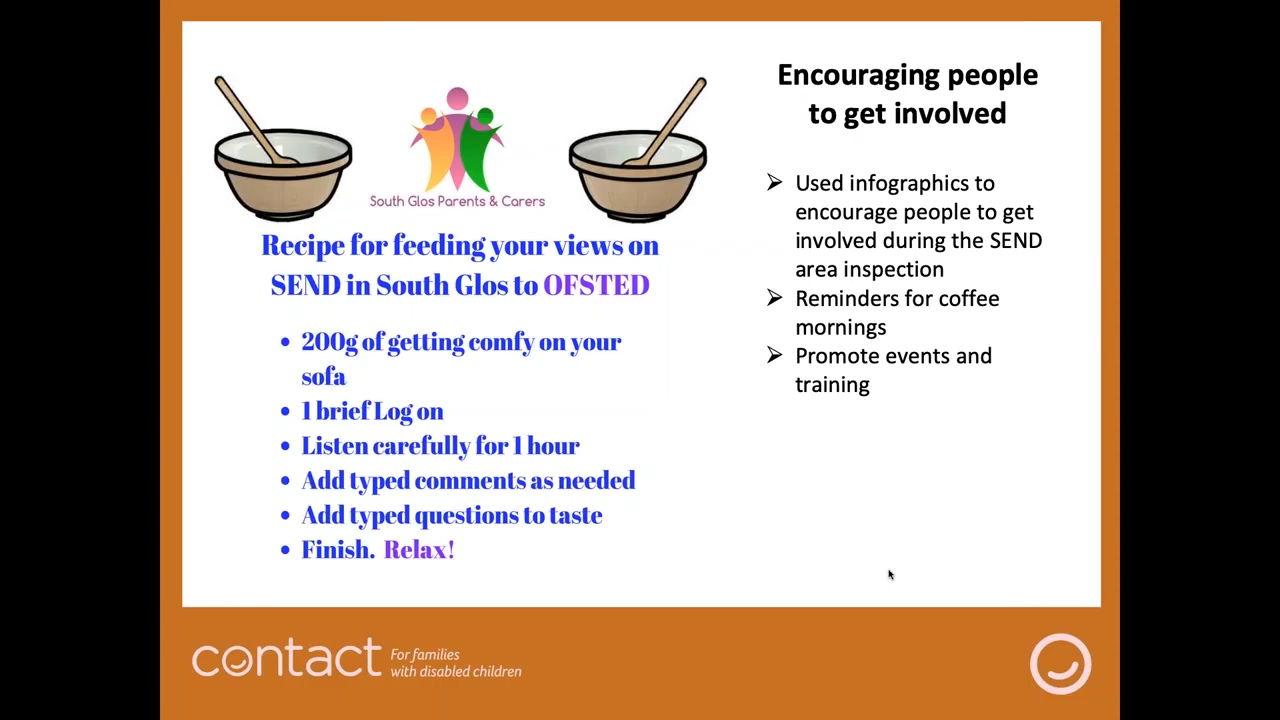 South Glos Parents & Carers
Recipe for feeding your views on
SEND in South Glos to OFSTED
• 200g of getting comfy on your
sofa
• 1 brief Log on
• Listen carefully for 1 hour
• Add typed comments as needed
• Add typed questions to taste
• Finish. Relax!
Encouraging people
to get involved
➢ Used infographics to
encourage people to get
involved during the SEND
area inspection
➢ Reminders for coffee
mornings
➢ Promote events and
training
contact
For families
with disabled children